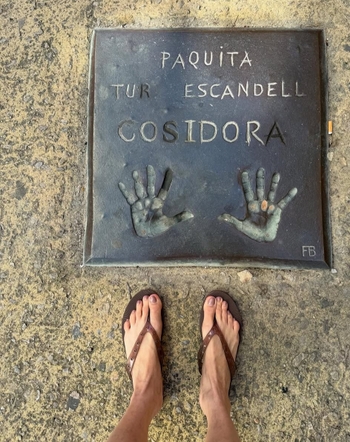 PAQUITA
TUR ESCANDELL
COSIDORA
FB